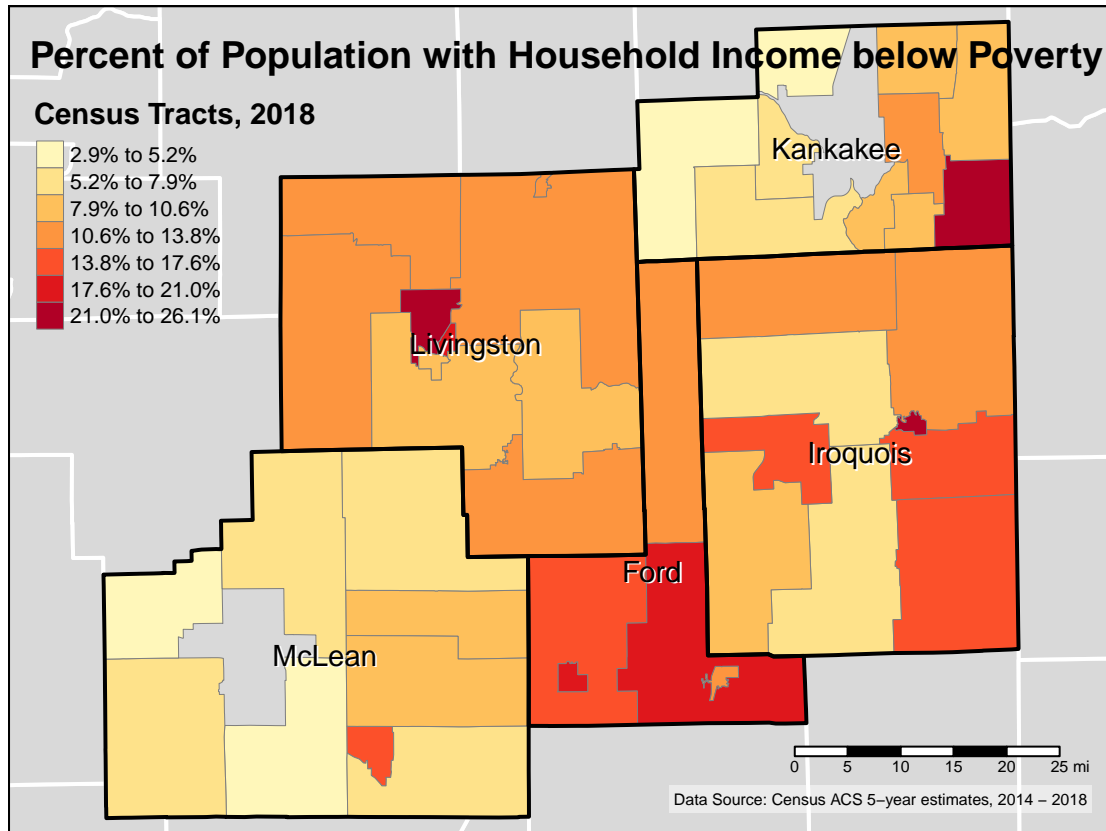 Percent of Population with Household Income below Poverty
Census Tracts, 2018
2.9% to 5.2%
5.2% to 7.9%
7.9% to 10.6%
10.6% to 13.8%
13.8% to 17.6%
17.6% to 21.0%
21.0% to 26.1%
Kankakee
Livingston
Iroquois
Ford
McLean
0 5 10 15 20 25 mi
Data Source: Census ACS 5−year estimates, 2014 − 2018